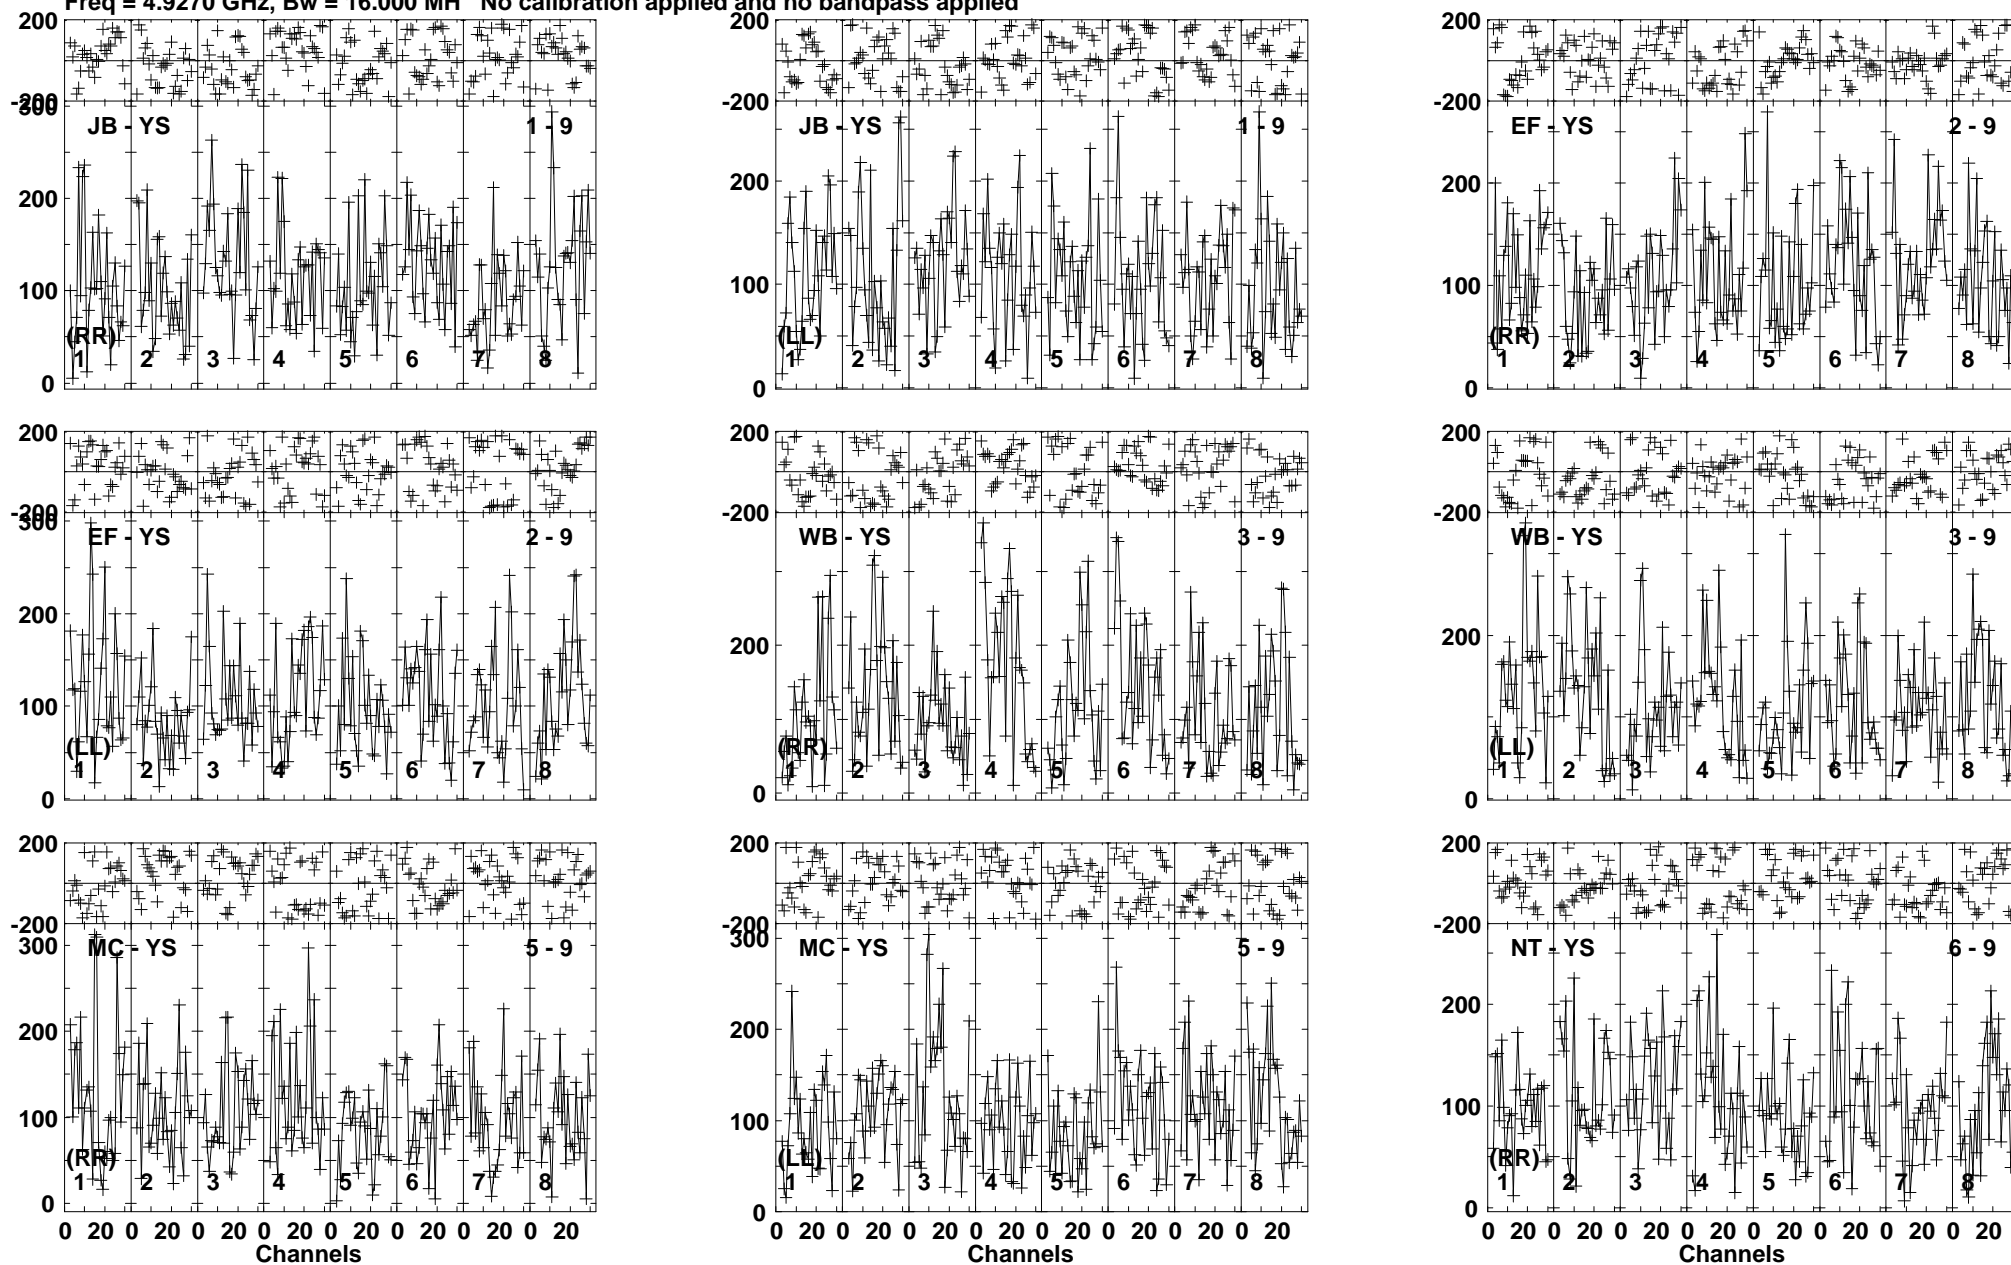 Freq = 4.9270 GHz, Bw = 16.000 MH No calibration applied and no bandpass applied
200 200 200
-200 -200 -200
300
JB - YS 1 - 9 JB - YS 1 - 9 EF - YS 2 - 9
200 200 200
100 100 100
(RR) (LL) (RR)
1 2 3 4 5 6 7 8 1 2 3 4 5 6 7 8 1 2 3 4 5 6 7 8
0 0 0
200 200 200
-200 -200 -200
300
EF - YS 2 - 9 WB - YS 3 - 9 WB - YS 3 - 9
200 200 200
100
(LL) (RR) (LL)
1 2 3 4 5 6 7 8 1 2 3 4 5 6 7 8 1 2 3 4 5 6 7 8
0 0 0
200 200 200
-200 -200 -200
300 300
MC - YS 5 - 9 MC - YS 5 - 9 NT - YS 6 - 9
200 200 200
100 100 100
(RR) (LL) (RR)
1 2 3 4 5 6 7 8 1 2 3 4 5 6 7 8 1 2 3 4 5 6 7 8
0 0 0
0 20 0 20 0 20 0 20 0 20 0 20 0 20 0 20 0 20 0 20 0 20 0 20 0 20 0 20 0 20 0 20 0 20 0 20 0 20 0 20 0 20 0 20 0 20 0 20
Channels Channels Channels